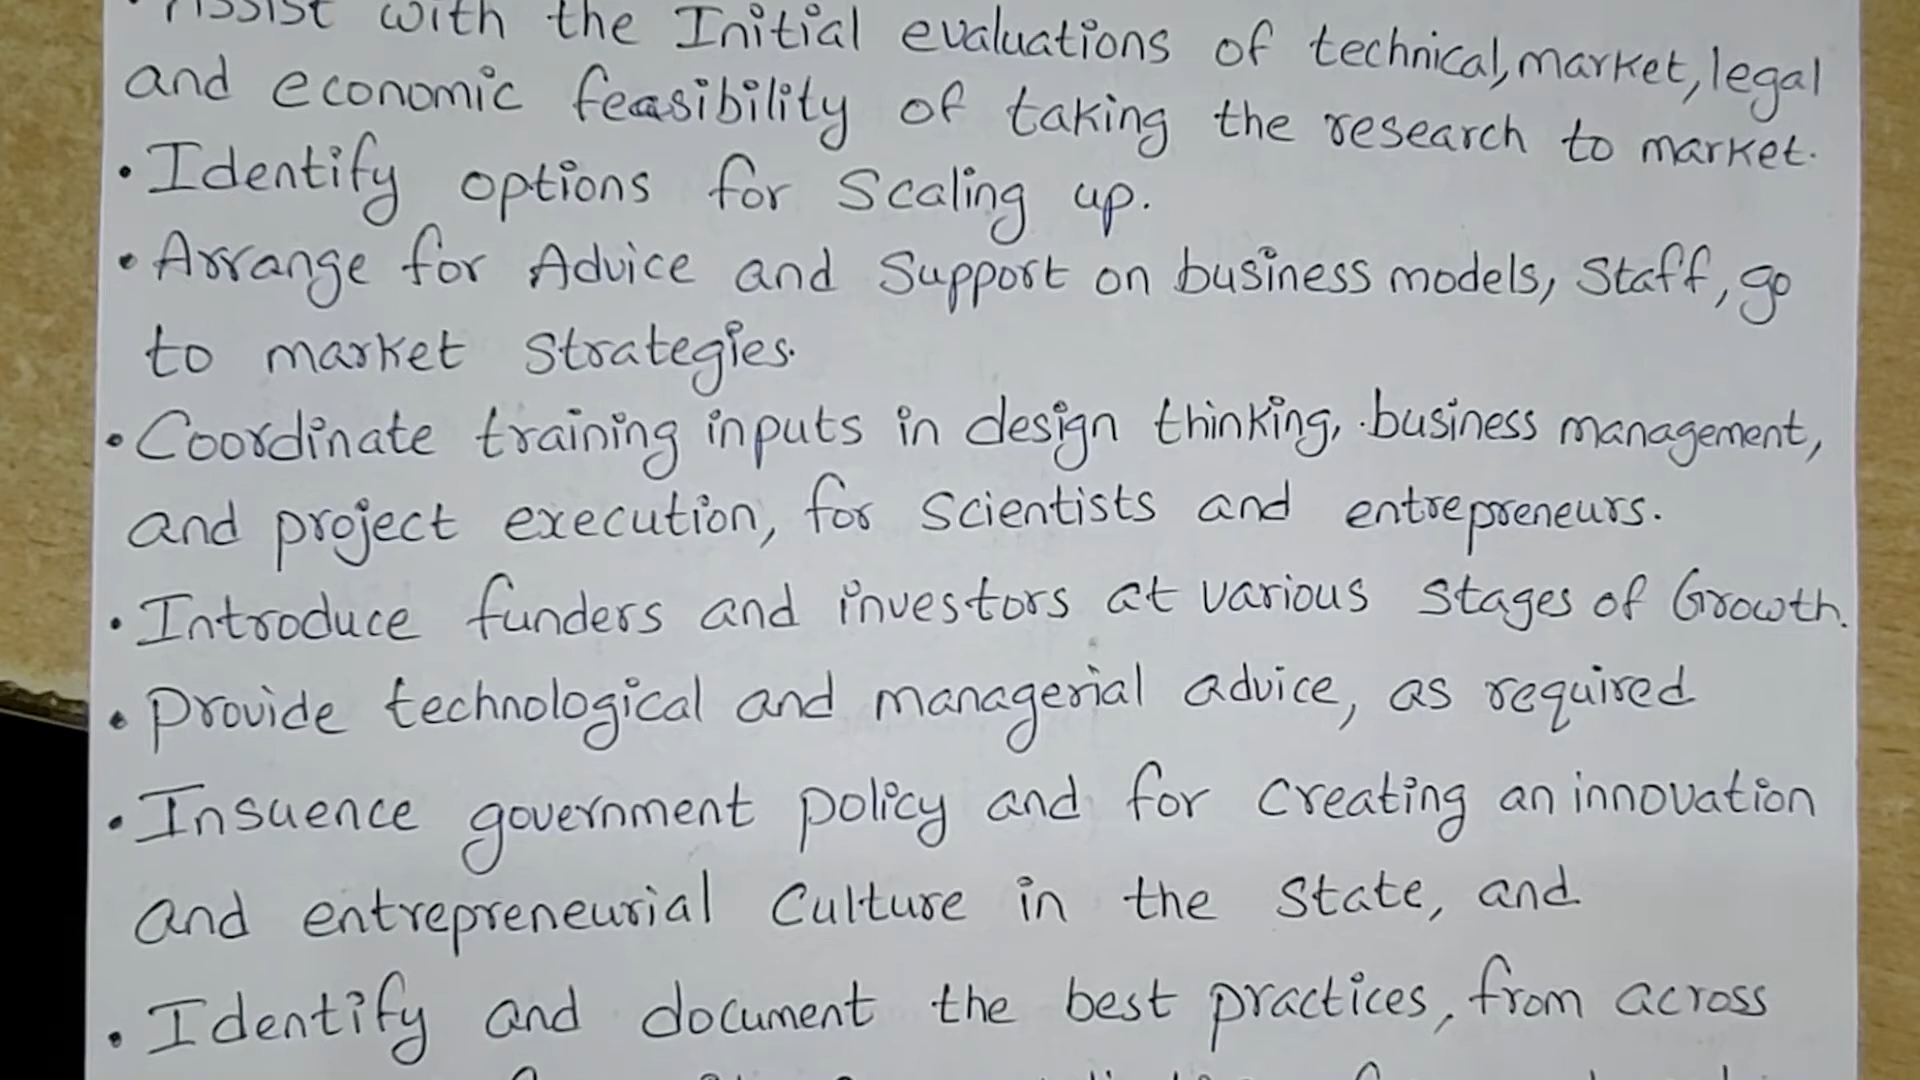 • Assist with the Initial evaluations of technical, market, legal
and economic feasibility of taking the research to market.
• Identify options for Scaling up.
• Arrange for Advice and Support on business models, Staff, go
to market Strategies.
• Coordinate training inputs in design thinking, business management,
and project execution, for Scientists and entrepreneurs.
• Introduce funders and investors at various Stages of Growth.
• Provide technological and managerial advice, as required
• Insuence government policy and for Creating an innovation
and entrepreneurial Culture in the State, and
• Identify and document the best practices, from across